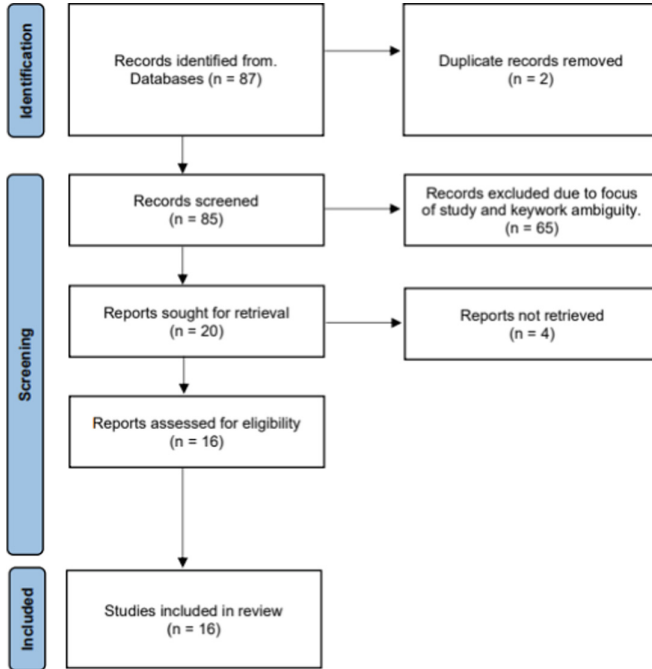 Identification
Records identified from.
Databases (n = 87)
Duplicate records removed
(n = 2)
Screening
Records screened
(n = 85)
Records excluded due to focus
of study and keywork ambiguity.
(n = 65)
Reports sought for retrieval
(n = 20)
Reports not retrieved
(n = 4)
Reports assessed for eligibility
(n = 16)
Included
Studies included in review
(n = 16)